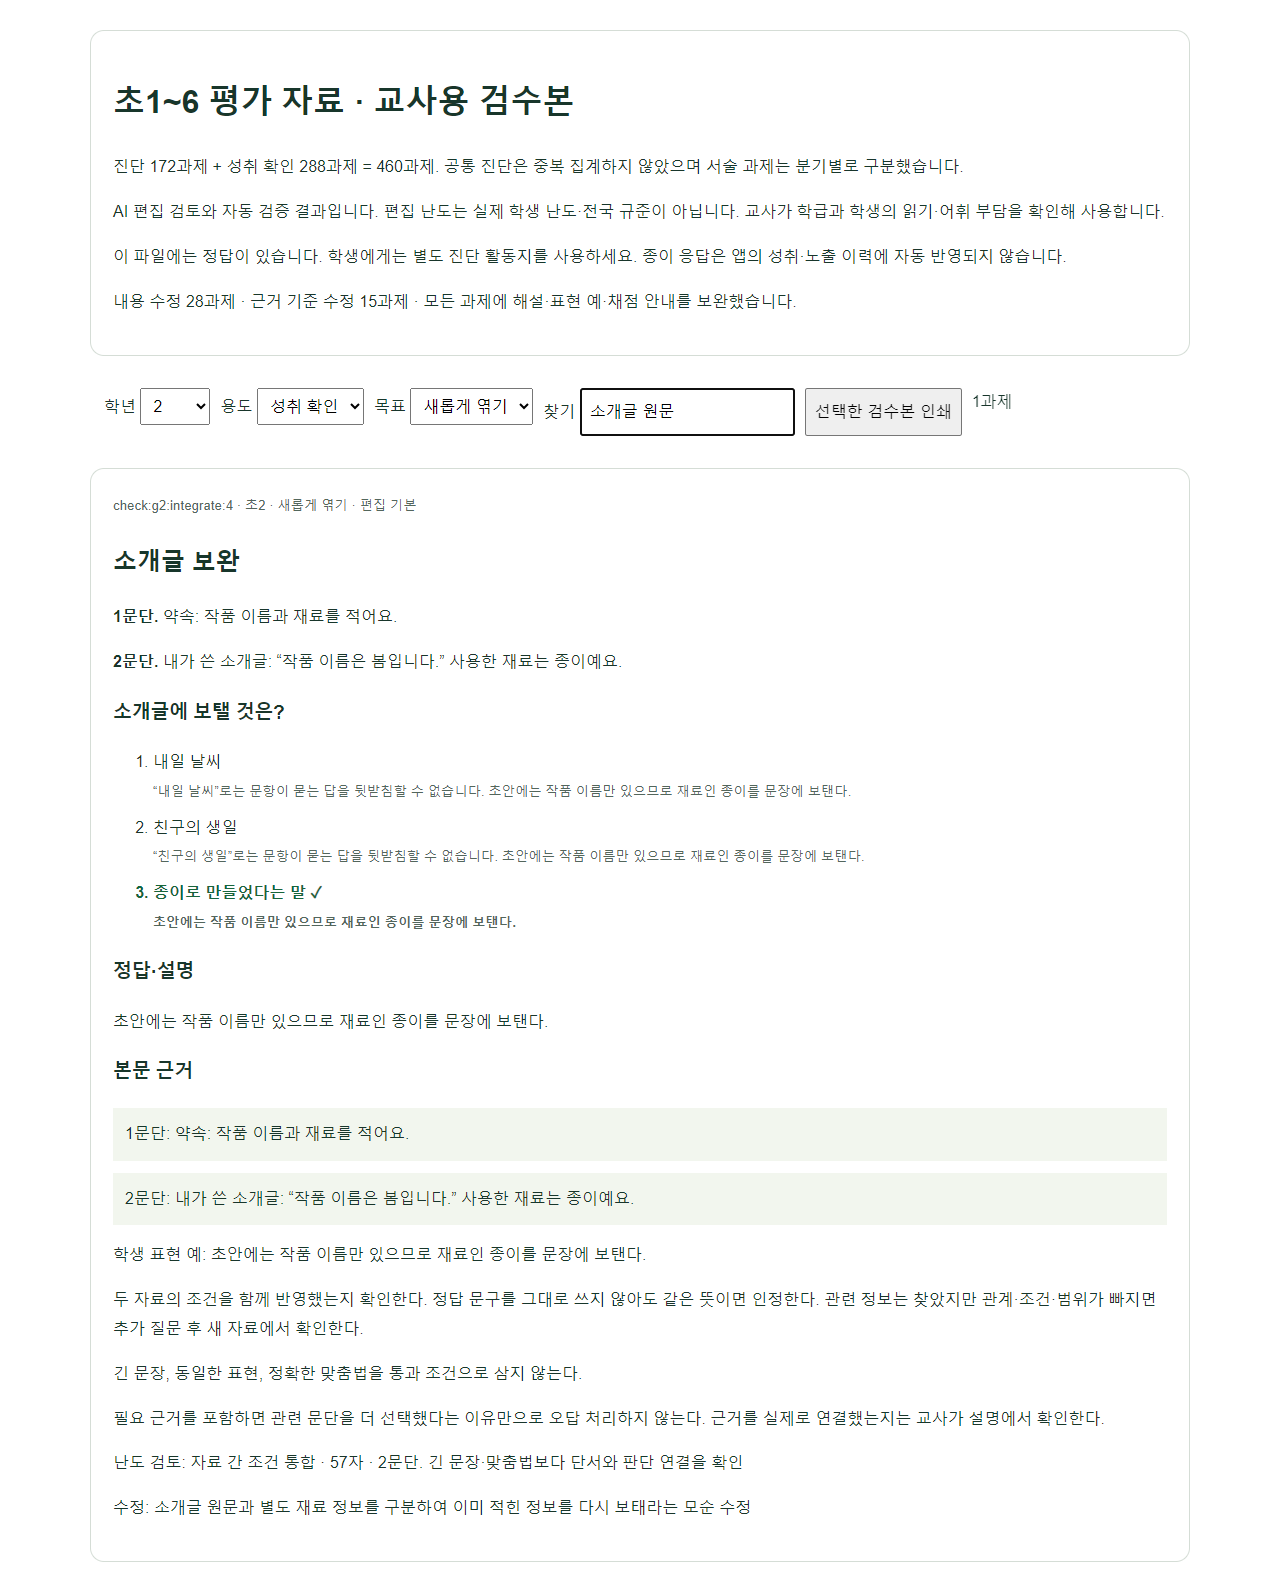 초1~6 평가 자료 · 교사용 검수본
진단 172과제 + 성취 확인 288과제 = 460과제. 공통 진단은 중복 집계하지 않았으며 서술 과제는 분기별로 구분했습니다.
AI 편집 검토와 자동 검증 결과입니다. 편집 난도는 실제 학생 난도·전국 규준이 아닙니다. 교사가 학급과 학생의 읽기·어휘 부담을 확인해 사용합니다.
이 파일에는 정답이 있습니다. 학생에게는 별도 진단 활동지를 사용하세요. 종이 응답은 앱의 성취·노출 이력에 자동 반영되지 않습니다.
내용 수정 28과제 · 근거 기준 수정 15과제 · 모든 과제에 해설·표현 예·채점 안내를 보완했습니다.
학년 2 용도 성취 확인 목표 새롭게 엮기 찾기 소개글 원문 선택한 검수본 인쇄 1과제
check:g2:integrate:4 · 초2 · 새롭게 엮기 · 편집 기본
소개글 보완
1문단. 약속: 작품 이름과 재료를 적어요.
2문단. 내가 쓴 소개글: “작품 이름은 봄입니다.” 사용한 재료는 종이예요.
소개글에 보탤 것은?
1. 내일 날씨
“내일 날씨”로는 문항이 묻는 답을 뒷받침할 수 없습니다. 초안에는 작품 이름만 있으므로 재료인 종이를 문장에 보탠다.
2. 친구의 생일
“친구의 생일”로는 문항이 묻는 답을 뒷받침할 수 없습니다. 초안에는 작품 이름만 있으므로 재료인 종이를 문장에 보탠다.
3. 종이로 만들었다는 말 ✓
초안에는 작품 이름만 있으므로 재료인 종이를 문장에 보탠다.
정답·설명
초안에는 작품 이름만 있으므로 재료인 종이를 문장에 보탠다.
본문 근거
1문단: 약속: 작품 이름과 재료를 적어요.
2문단: 내가 쓴 소개글: “작품 이름은 봄입니다.” 사용한 재료는 종이예요.
학생 표현 예: 초안에는 작품 이름만 있으므로 재료인 종이를 문장에 보탠다.
두 자료의 조건을 함께 반영했는지 확인한다. 정답 문구를 그대로 쓰지 않아도 같은 뜻이면 인정한다. 관련 정보는 찾았지만 관계·조건·범위가 빠지면
추가 질문 후 새 자료에서 확인한다.
긴 문장, 동일한 표현, 정확한 맞춤법을 통과 조건으로 삼지 않는다.
필요 근거를 포함하면 관련 문단을 더 선택했다는 이유만으로 오답 처리하지 않는다. 근거를 실제로 연결했는지는 교사가 설명에서 확인한다.
난도 검토: 자료 간 조건 통합 · 57자 · 2문단. 긴 문장·맞춤법보다 단서와 판단 연결을 확인
수정: 소개글 원문과 별도 재료 정보를 구분하여 이미 적힌 정보를 다시 보태라는 모순 수정